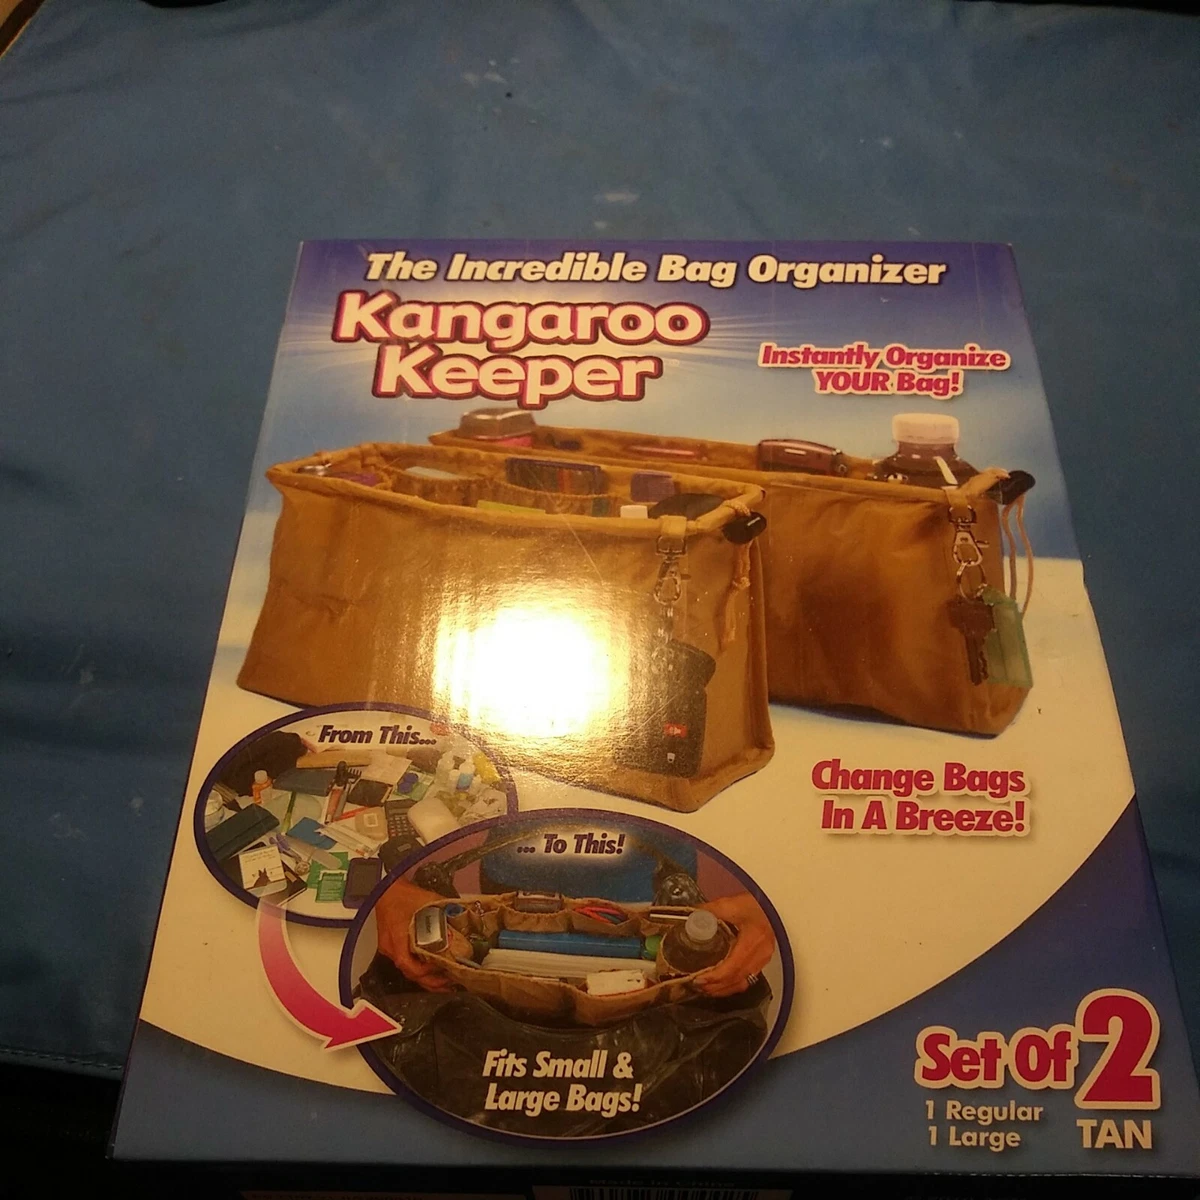 The Incredible Bag Organizer
Kangaroo
Keeper
Instantly Organize
YOUR Bag!
From This...
... To This!
Change Bags
In A Breeze!
Fits Small &
Large Bags!
Set Of 2
1 Regular
1 Large
TAN